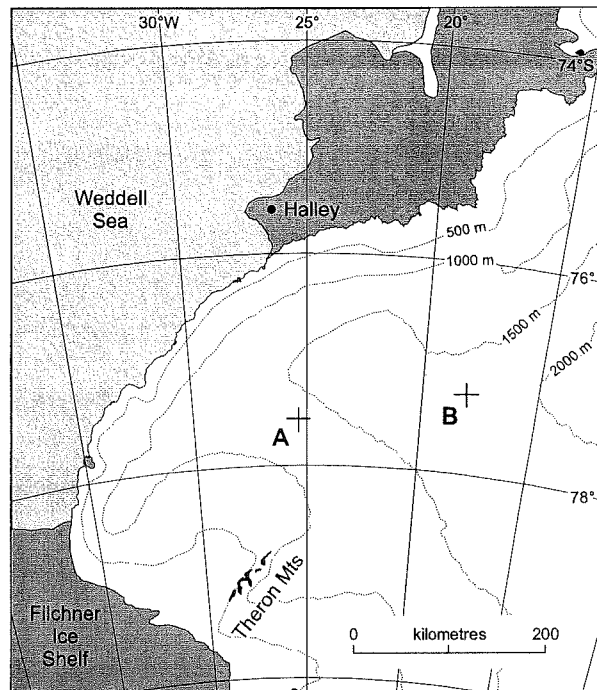 30°W
25°
20°
74°S
Weddell
Sea
Halley
500 m
1000 m
76°
1500 m
2000 m
A
B
78°
Theron Mts
Filchner
Ice
Shelf
0 kilometres 200